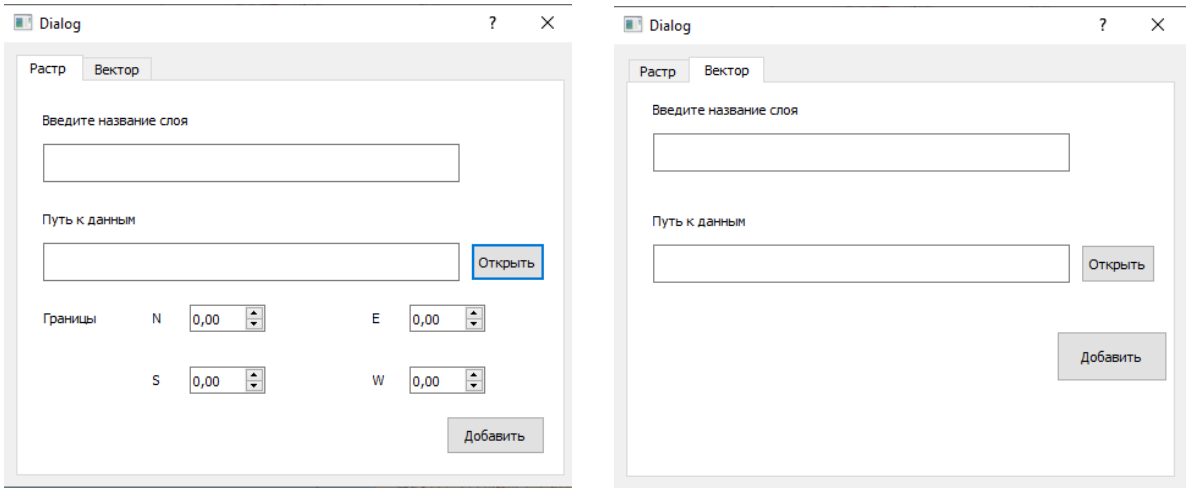 Dialog ?
Растр Вектор
Введите название слоя
Путь к данным
Открыть
Границы N 0,00 E 0,00
S 0,00 W 0,00
Добавить
Dialog ?
Растр Вектор
Введите название слоя
Путь к данным
Открыть
Добавить